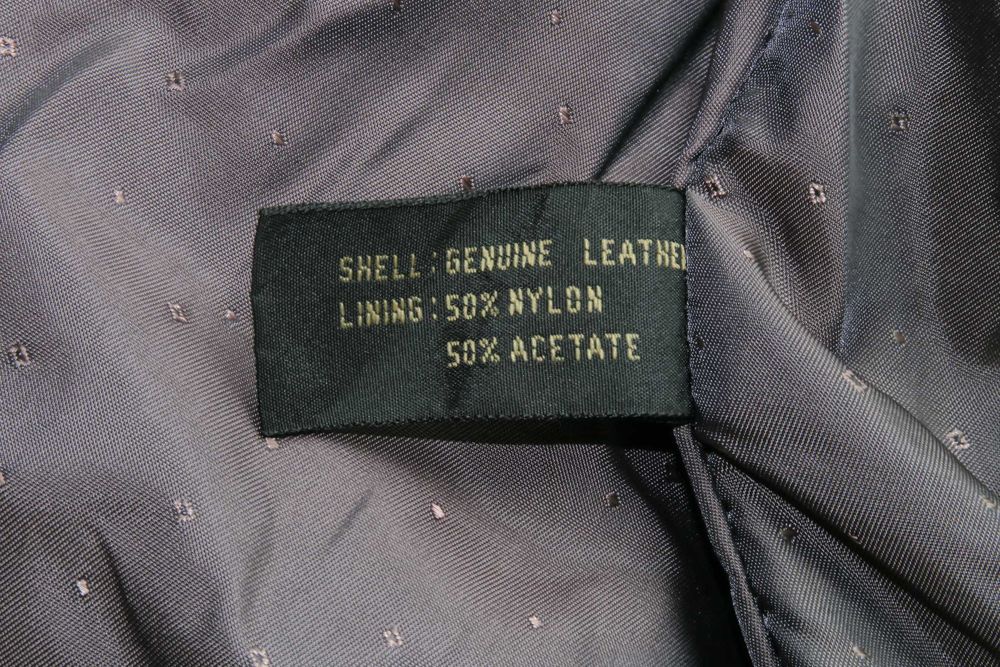 SHELL: GENUINE LEATHER
LINING: 50% NYLON
50% ACETATE